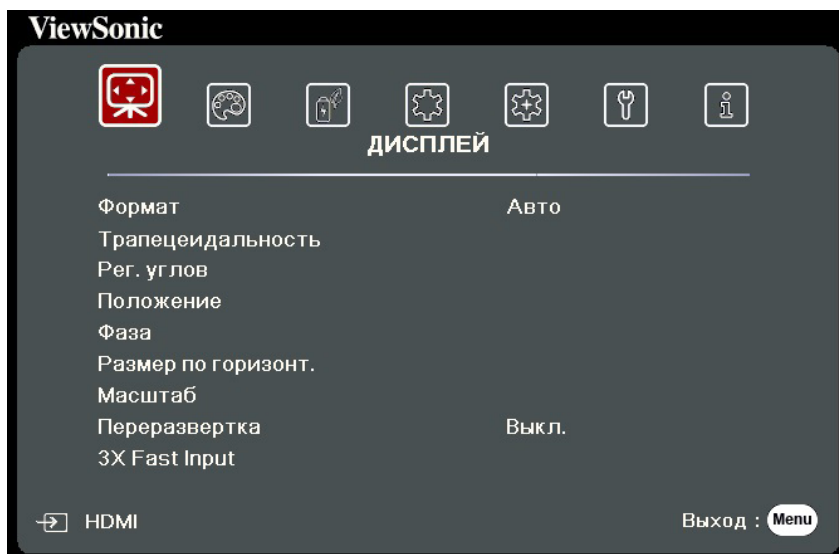 ViewSonic
ДИСПЛЕЙ
Формат Авто
Трапецеидальность
Рег. углов
Положение
Фаза
Размер по горизонт.
Масштаб
Переразвертка Выкл.
3X Fast Input
HDMI Выход : Menu